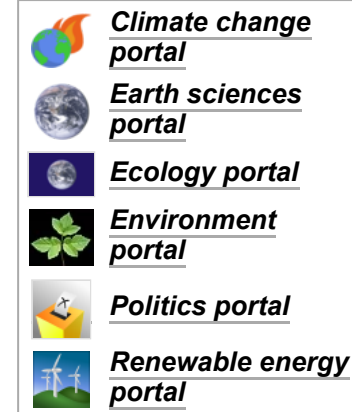 Climate change
portal
Earth sciences
portal
Ecology portal
Environment
portal
Politics portal
Renewable energy
portal